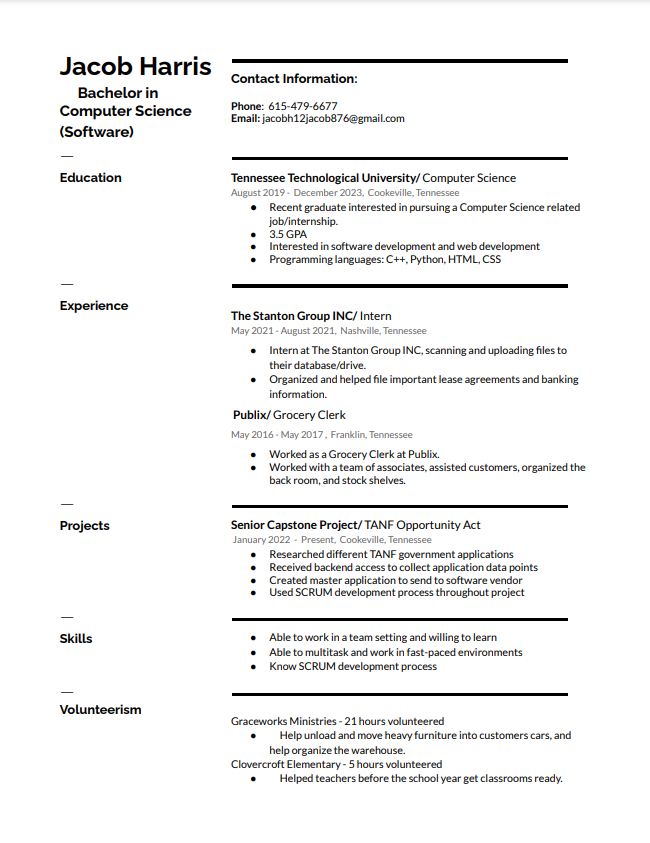 Jacob Harris
Bachelor in
Computer Science
(Software)
Contact Information:
Phone: 615-479-6677
Email: jacobh12jacob876@gmail.com
Education
Tennessee Technological University/ Computer Science
August 2019 - December 2023, Cookeville, Tennessee
● Recent graduate interested in pursuing a Computer Science related
job/internship.
● 3.5 GPA
● Interested in software development and web development
● Programming languages: C++, Python, HTML, CSS
Experience
The Stanton Group INC/ Intern
May 2021 - August 2021, Nashville, Tennessee
● Intern at The Stanton Group INC, scanning and uploading files to
their database/drive.
● Organized and helped file important lease agreements and banking
information.
Publix/ Grocery Clerk
May 2016 - May 2017 , Franklin, Tennessee
● Worked as a Grocery Clerk at Publix.
● Worked with a team of associates, assisted customers, organized the
back room, and stock shelves.
Projects
Senior Capstone Project/ TANF Opportunity Act
January 2022 - Present, Cookeville, Tennessee
● Researched different TANF government applications
● Received backend access to collect application data points
● Created master application to send to software vendor
● Used SCRUM development process throughout project
Skills
● Able to work in a team setting and willing to learn
● Able to multitask and work in fast-paced environments
● Know SCRUM development process
Volunteerism
Graceworks Ministries - 21 hours volunteered
● Help unload and move heavy furniture into customers cars, and
help organize the warehouse.
Clovercroft Elementary - 5 hours volunteered
● Helped teachers before the school year get classrooms ready.